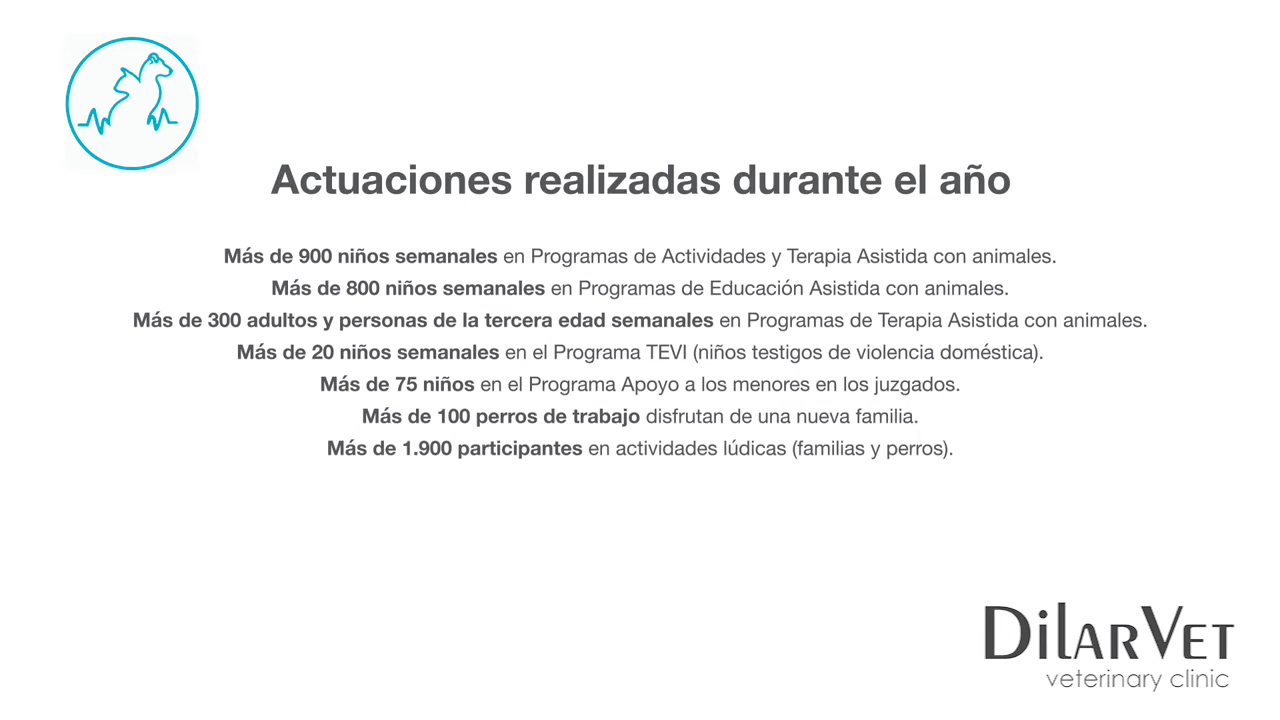 Actuaciones realizadas durante el año
Más de 900 niños semanales en Programas de Actividades y Terapia Asistida con animales.
Más de 800 niños semanales en Programas de Educación Asistida con animales.
Más de 300 adultos y personas de la tercera edad semanales en Programas de Terapia Asistida con animales.
Más de 20 niños semanales en el Programa TEVI (niños testigos de violencia doméstica).
Más de 75 niños en el Programa Apoyo a los menores en los juzgados.
Más de 100 perros de trabajo disfrutan de una nueva familia.
Más de 1.900 participantes en actividades lúdicas (familias y perros).
DilarVet
veterinary clinic